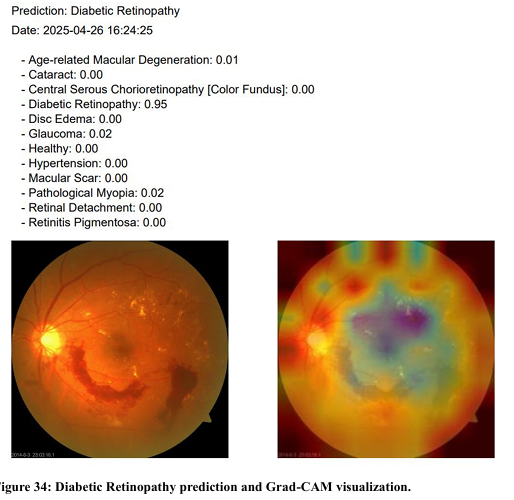 Prediction: Diabetic Retinopathy
Date: 2025-04-26 16:24:25
- Age-related Macular Degeneration: 0.01
- Cataract: 0.00
- Central Serous Chorioretinopathy [Color Fundus]: 0.00
- Diabetic Retinopathy: 0.95
- Disc Edema: 0.00
- Glaucoma: 0.02
- Healthy: 0.00
- Hypertension: 0.00
- Macular Scar: 0.00
- Pathological Myopia: 0.02
- Retinal Detachment: 0.00
- Retinitis Pigmentosa: 0.00
igure 34: Diabetic Retinopathy prediction and Grad-CAM visualization.